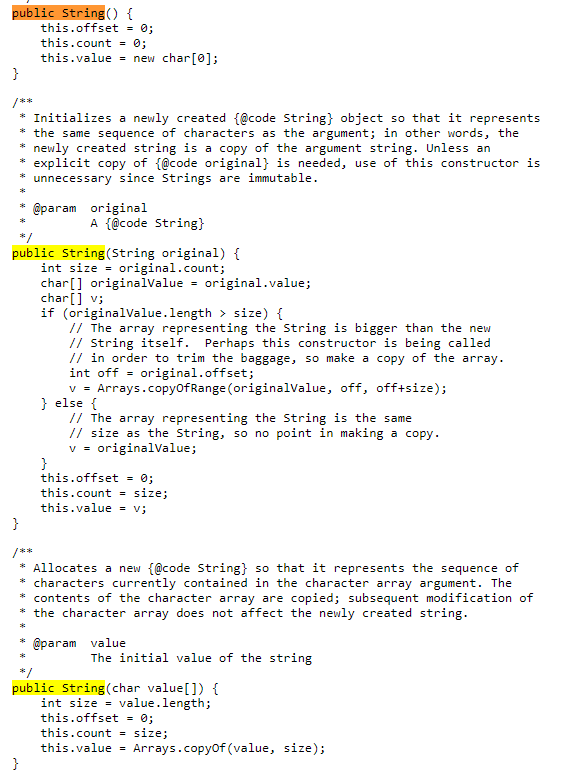 public String() {
    this.offset = 0;
    this.count = 0;
    this.value = new char[0];
}

/**
 * Initializes a newly created {@code String} object so that it represents
 * the same sequence of characters as the argument; in other words, the
 * newly created string is a copy of the argument string. Unless an
 * explicit copy of {@code original} is needed, use of this constructor is
 * unnecessary since Strings are immutable.
 *
 * @param  original
 *         A {@code String}
 */
public String(String original) {
    int size = original.count;
    char[] originalValue = original.value;
    char[] v;
    if (originalValue.length > size) {
        // The array representing the String is bigger than the new
        // String itself.  Perhaps this constructor is being called
        // in order to trim the baggage, so make a copy of the array.
        int off = original.offset;
        v = Arrays.copyOfRange(originalValue, off, off+size);
    } else {
        // The array representing the String is the same
        // size as the String, so no point in making a copy.
        v = originalValue;
    }
    this.offset = 0;
    this.count = size;
    this.value = v;
}

/**
 * Allocates a new {@code String} so that it represents the sequence of
 * characters currently contained in the character array argument. The
 * contents of the character array are copied; subsequent modification of
 * the character array does not affect the newly created string.
 *
 * @param  value
 *         The initial value of the string
 */
public String(char value[]) {
    int size = value.length;
    this.offset = 0;
    this.count = size;
    this.value = Arrays.copyOf(value, size);
}